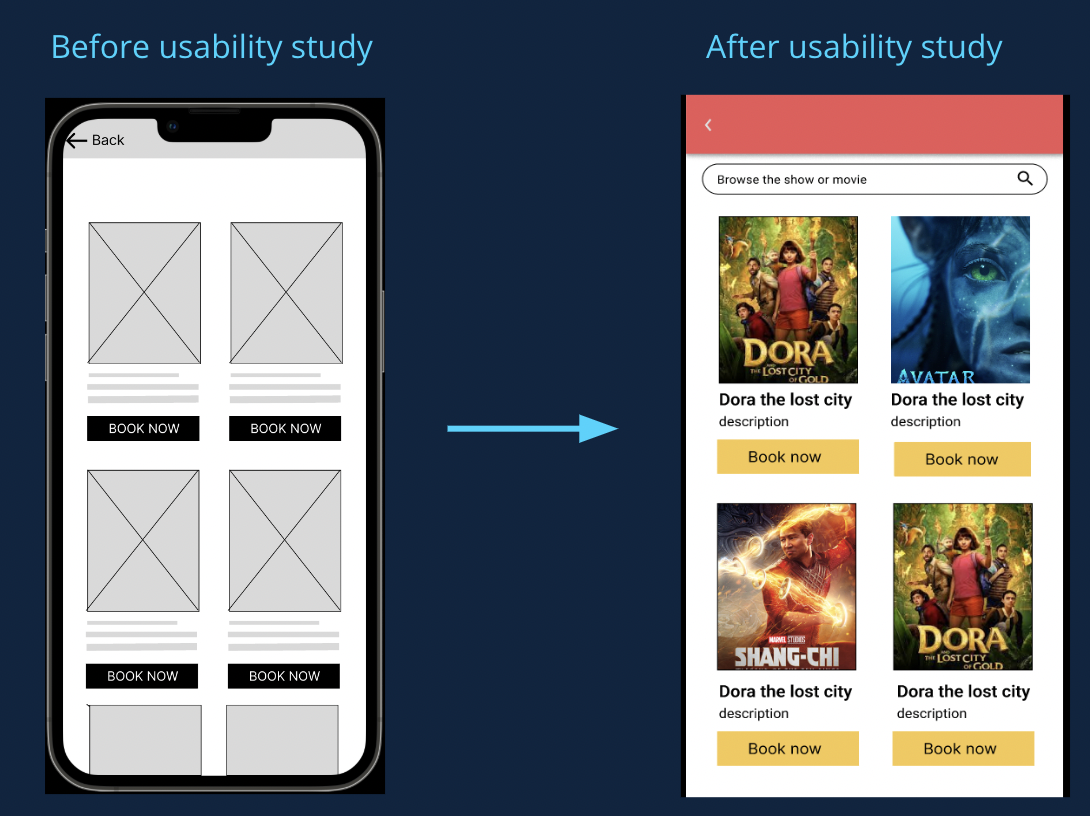 Before usability study
After usability study
Back
BOOK NOW
BOOK NOW
BOOK NOW
BOOK NOW
Browse the show or movie
DORA
AND
THE LOST CITY
OF GOLD
AVATAR
Dora the lost city
Dora the lost city
description
description
Book now
Book now
MARVEL STUDIOS
SHANG-CHI
DORA
AND
THE LOST CITY
OF GOLD
Dora the lost city
Dora the lost city
description
description
Book now
Book now